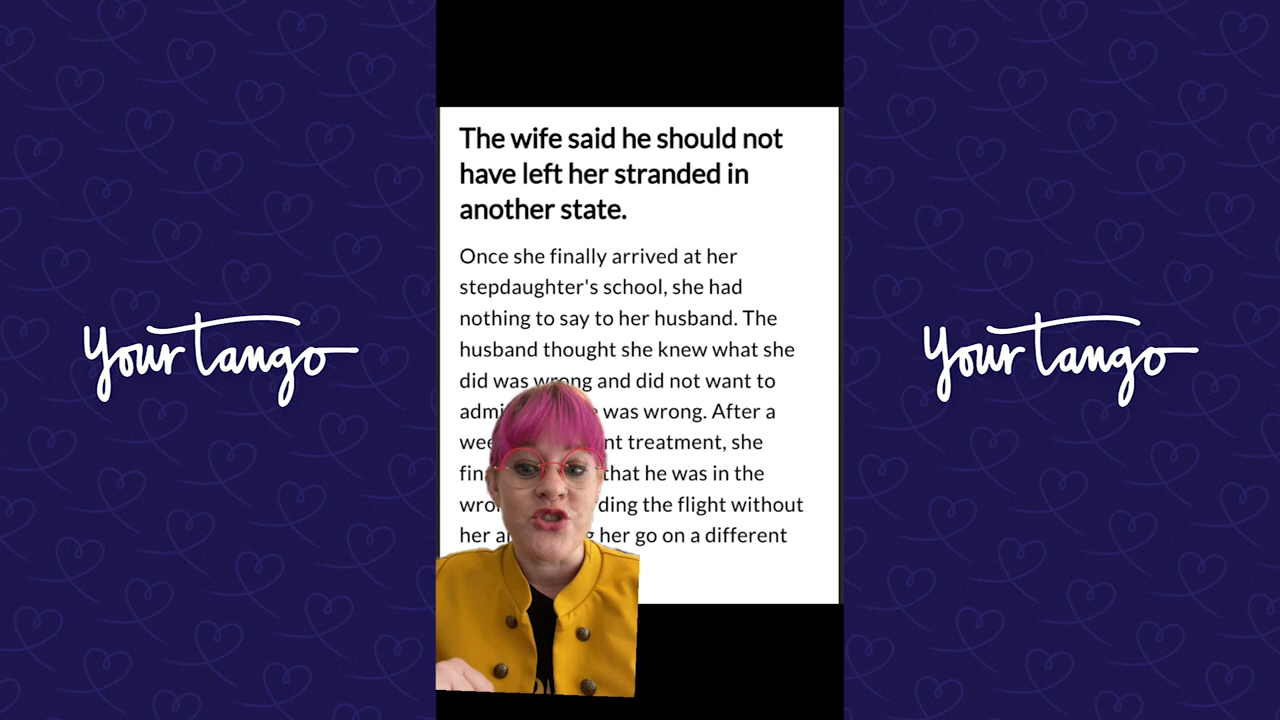 The wife said he should not
have left her stranded in
another state.
Once she finally arrived at her
stepdaughter's school, she had
nothing to say to her husband. The
husband thought she knew what she
did was wrong and did not want to
was wrong. After a
treatment, she
that he was in the
the flight without
her go on a different
YourTango
YourTango